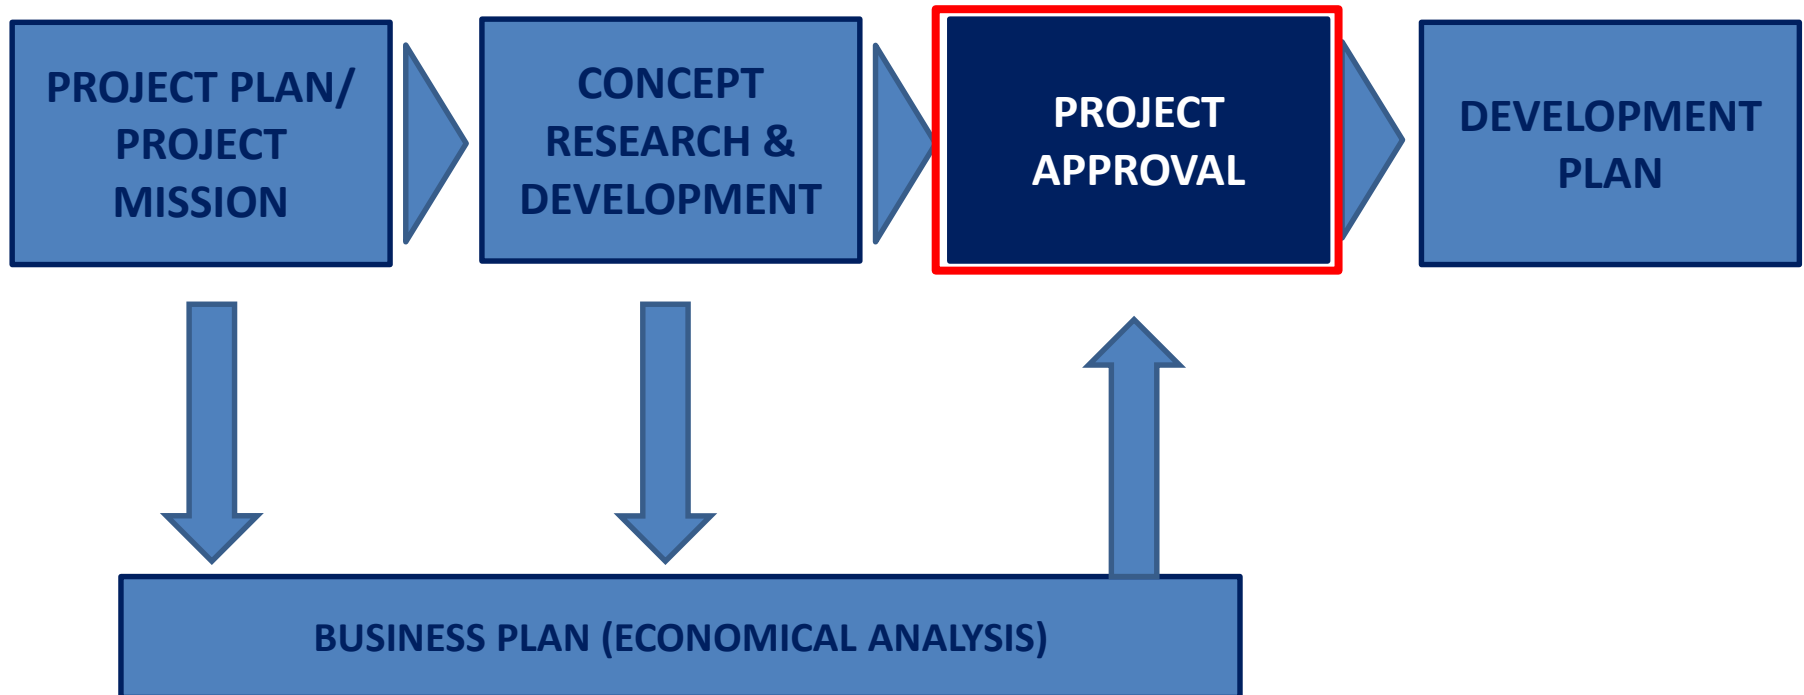 PROJECT PLAN/
PROJECT
MISSION
CONCEPT
RESEARCH &
DEVELOPMENT
PROJECT
APPROVAL
DEVELOPMENT
PLAN
BUSINESS PLAN (ECONOMICAL ANALYSIS)